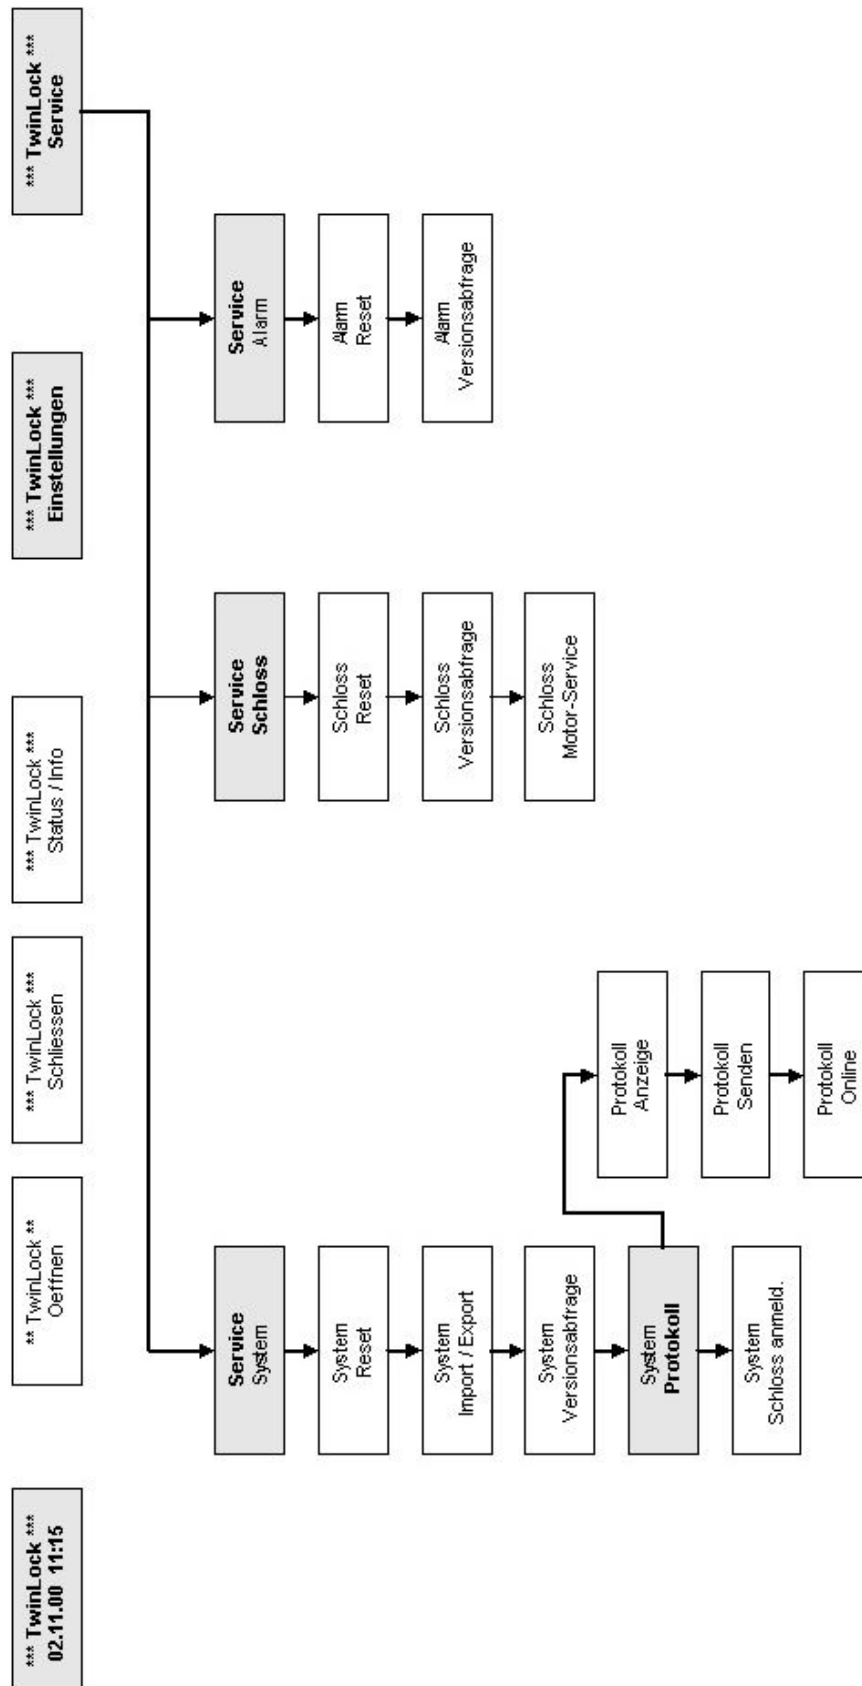 *** TwinLock ***
02.11.00 11:15
** TwinLock **
Oeffnen
*** TwinLock ***
Schliessen
*** TwinLock ***
Status / Info
*** TwinLock ***
Einstellungen
*** TwinLock ***
Service
Service
System
System
Reset
System
Import / Export
System
Versionsabfrage
System
Protokoll
System
Schloss anmeld.
Protokoll
Anzeige
Protokoll
Senden
Protokoll
Online
Service
Schloss
Schloss
Reset
Schloss
Versionsabfrage
Schloss
Motor-Service
Service
Alarm
Alarm
Reset
Alarm
Versionsabfrage